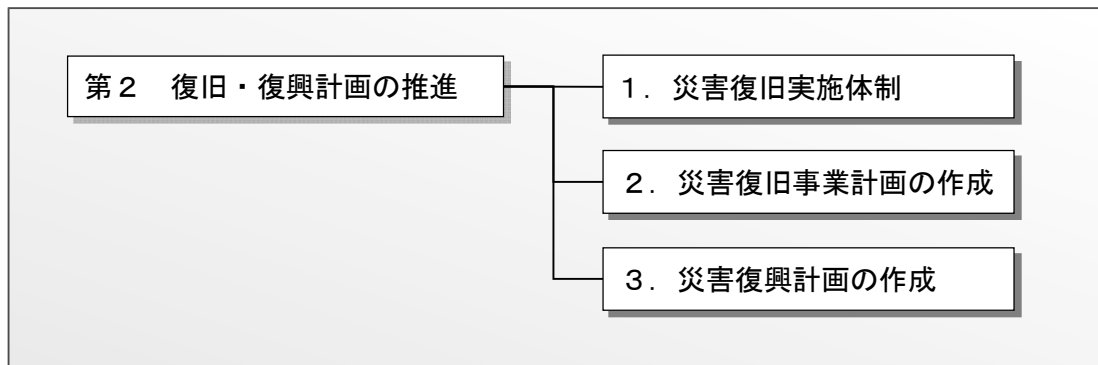 第２　復旧・復興計画の推進
１．災害復旧実施体制
２．災害復旧事業計画の作成
３．災害復興計画の作成